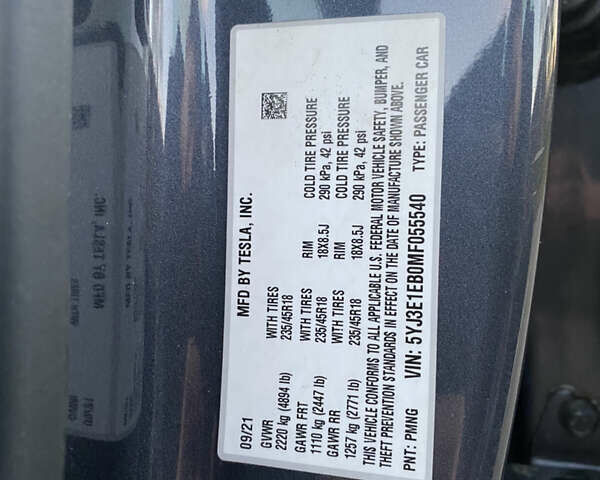 09/21 MFD BY TESLA, INC.
GVWR WITH TIRES RIM COLD TIRE PRESSURE
2220 kg (4894 lb) 235/45R18 18X8.5J 290 kPa, 42 psi
GAWR FRT WITH TIRES RIM COLD TIRE PRESSURE
1110 kg (2447 lb) 235/45R18 18X8.5J 290 kPa, 42 psi
GAWR RR
1257 kg (2771 lb)
THIS VEHICLE CONFORMS TO ALL APPLICABLE U.S. FEDERAL MOTOR VEHICLE SAFETY, BUMPER, AND
THEFT PREVENTION STANDARDS IN EFFECT ON THE DATE OF MANUFACTURE SHOWN ABOVE.
PNT: PMNG VIN: 5YJ3E1EB0MF055540 TYPE: PASSENGER CAR